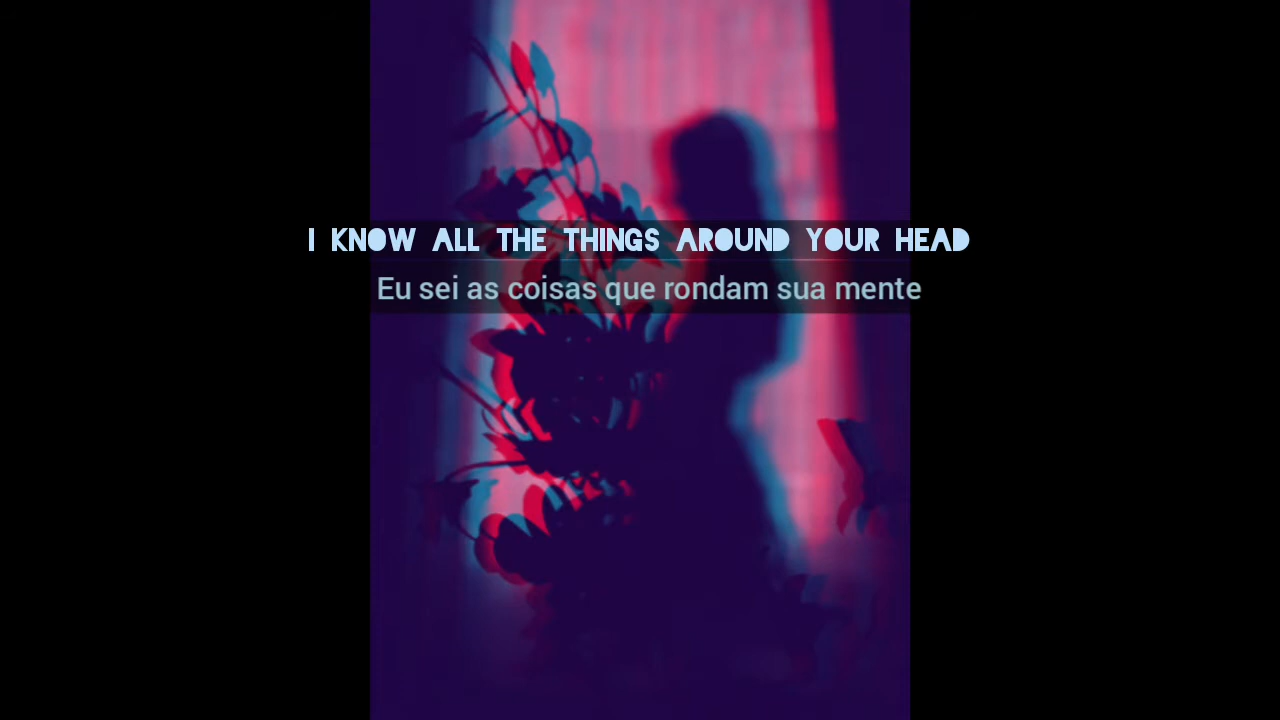 I KNOW ALL THE THINGS AROUND YOUR HEAD
Eu sei as coisas que rondam sua mente